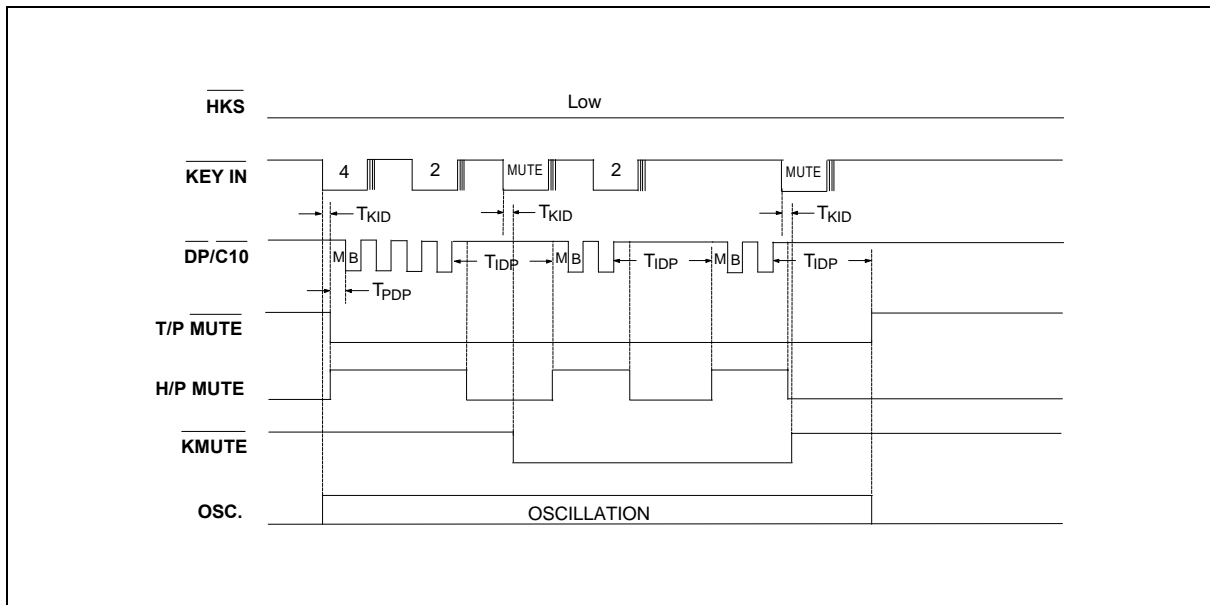 HKS Low
KEY IN 4 2 MUTE 2 MUTE
TKID TKID TKID
DP/C10 M B TIDP M B TIDP M B TIDP
TPDP
T/P MUTE
H/P MUTE
KMUTE
OSC. OSCILLATION